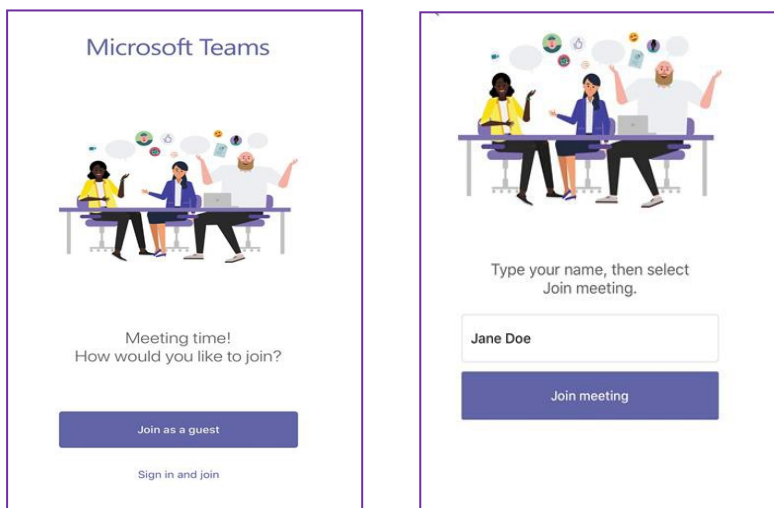 Microsoft Teams
Meeting time!
How would you like to join?
Join as a guest
Sign in and join
Type your name, then select
Join meeting.
Jane Doe
Join meeting